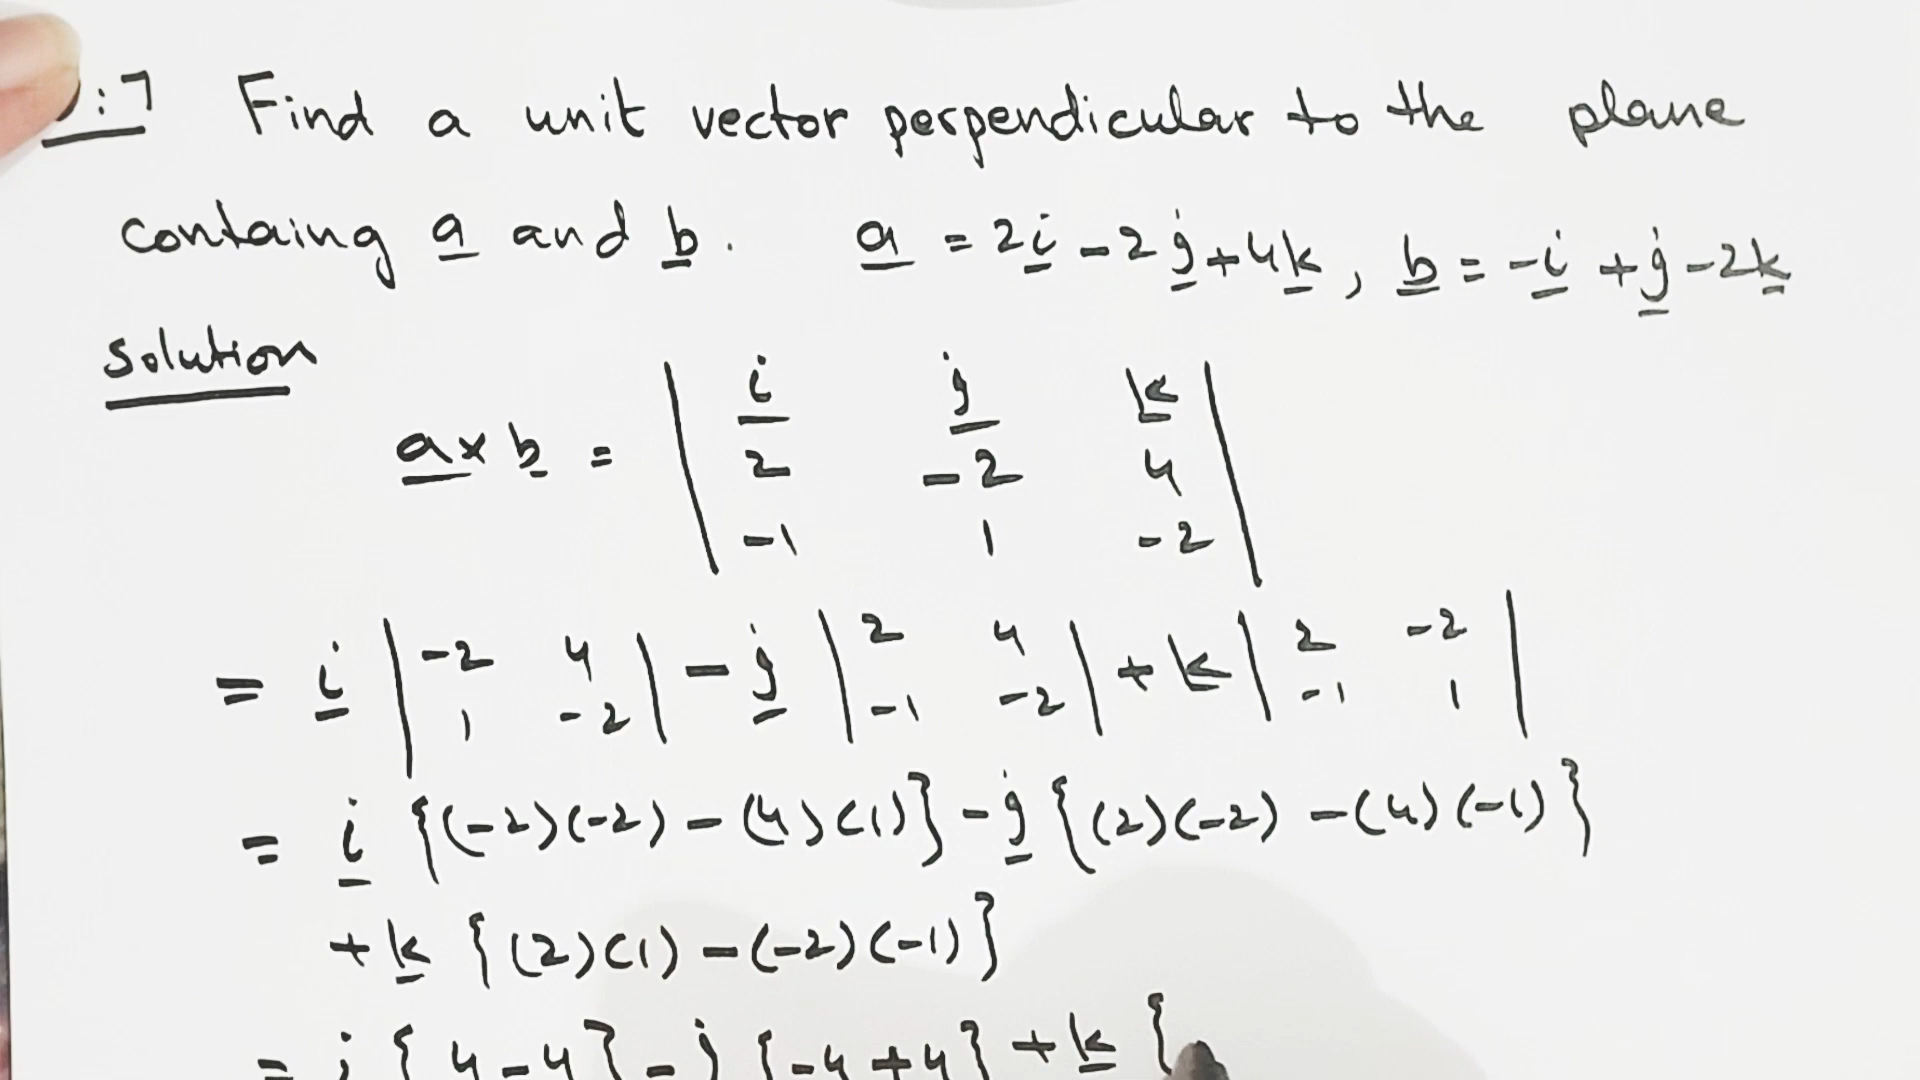 :7 Find a unit vector perpendicular to the plane
containg a and b. a = 2i - 2j + 4k, b = -i + j - 2k
Solution
a × b = | i j k |
2 -2 4
-1 1 -2
= i | -2 4 | - j | 2 4 | + k | 2 -2 |
1 -2 -1 -2 -1 1
= i {(-2)(-2) - (4)(1)} - j {(2)(-2) - (4)(-1)}
+ k {(2)(1) - (-2)(-1)}
= i {4 - 4} - j {-4 + 4} + k {